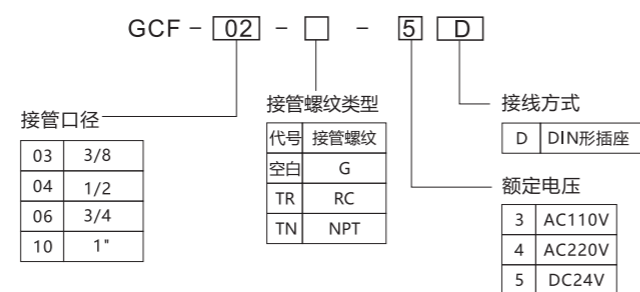 GCF - 02 - □ - 5 D
接管口径
03 3/8
04 1/2
06 3/4
10 1"
接管螺纹类型
代号 接管螺纹
空白 G
TR RC
TN NPT
接线方式
D DIN形插座
额定电压
3 AC110V
4 AC220V
5 DC24V